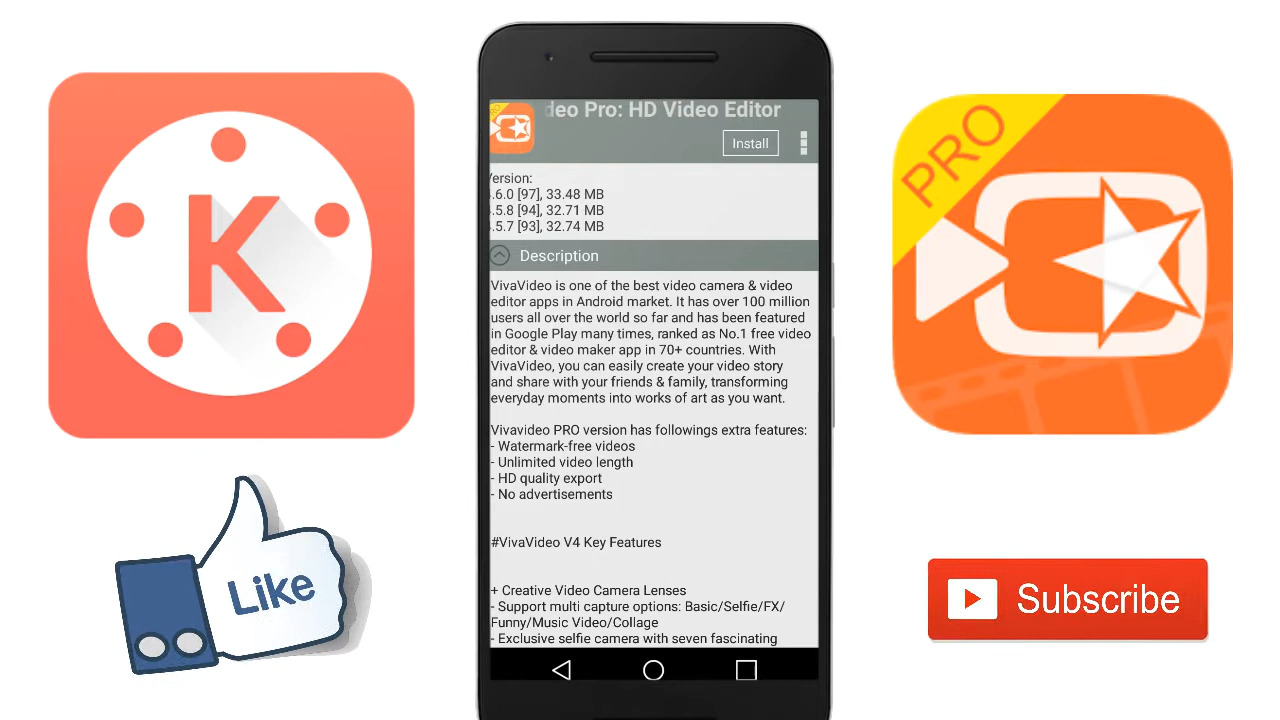 K
deo Pro: HD Video Editor
PRO
Install
Version:
.6.0 [97], 33.48 MB
.5.8 [94], 32.71 MB
.5.7 [93], 32.74 MB
Description
VivaVideo is one of the best video camera & video
editor apps in Android market. It has over 100 million
users all over the world so far and has been featured
in Google Play many times, ranked as No.1 free video
editor & video maker app in 70+ countries. With
VivaVideo, you can easily create your video story
and share with your friends & family, transforming
everyday moments into works of art as you want.
Vivavideo PRO version has followings extra features:
- Watermark-free videos
- Unlimited video length
- HD quality export
- No advertisements
#VivaVideo V4 Key Features
+ Creative Video Camera Lenses
- Support multi capture options: Basic/Selfie/FX/
Funny/Music Video/Collage
- Exclusive selfie camera with seven fascinating
PRO
Like
Subscribe